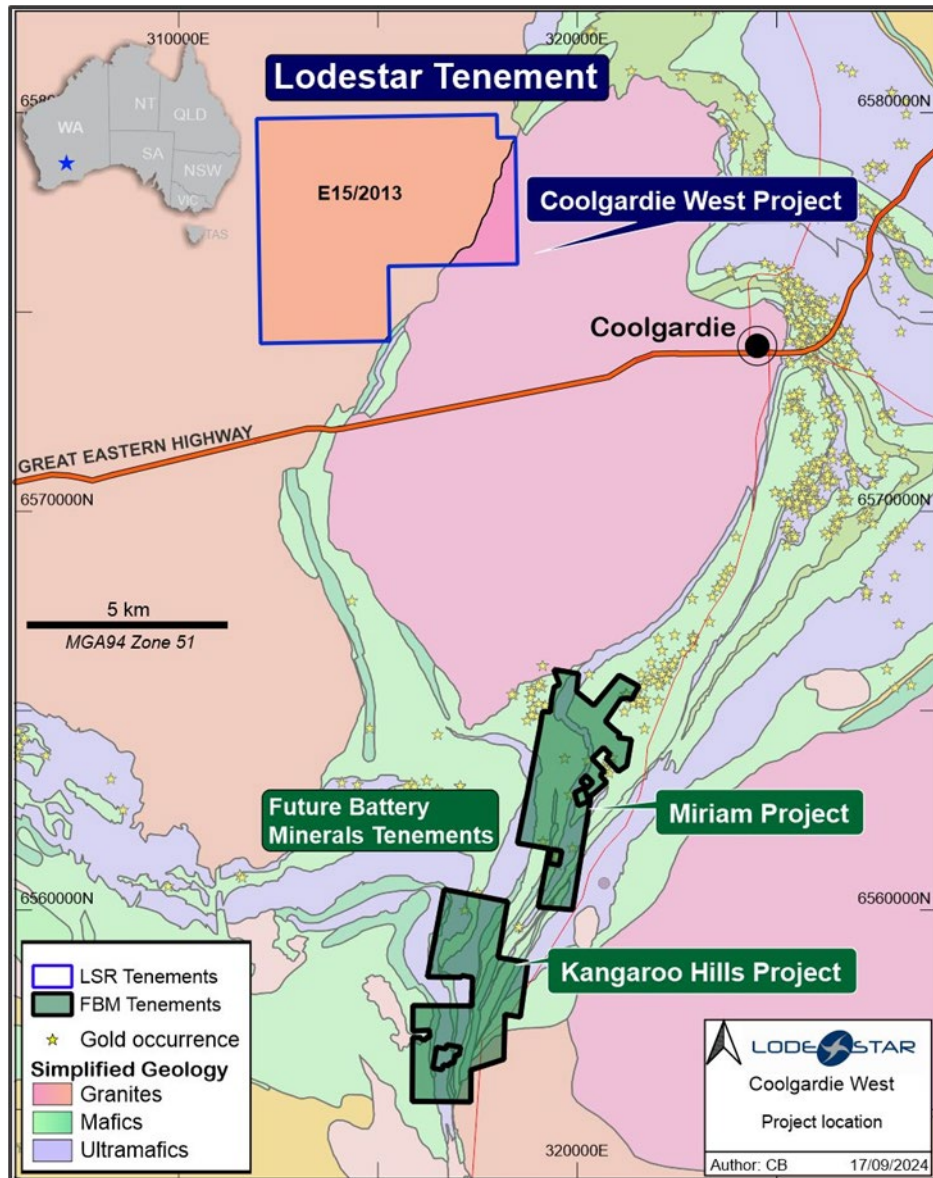 310000E
320000E
Lodestar Tenement
6580000N
NT
QLD
WA
SA
NSW
VIC
TAS
E15/2013
Coolgardie West Project
Coolgardie
GREAT EASTERN HIGHWAY
6570000N
6570000N
5 km
MGA94 Zone 51
Future Battery
Minerals Tenements
Miriam Project
6560000N
6560000N
Kangaroo Hills Project
LSR Tenements
FBM Tenements
Gold occurrence
Simplified Geology
Granites
Mafics
Ultramafics
LODESTAR
Coolgardie West
Project location
320000E
Author: CB
17/09/2024